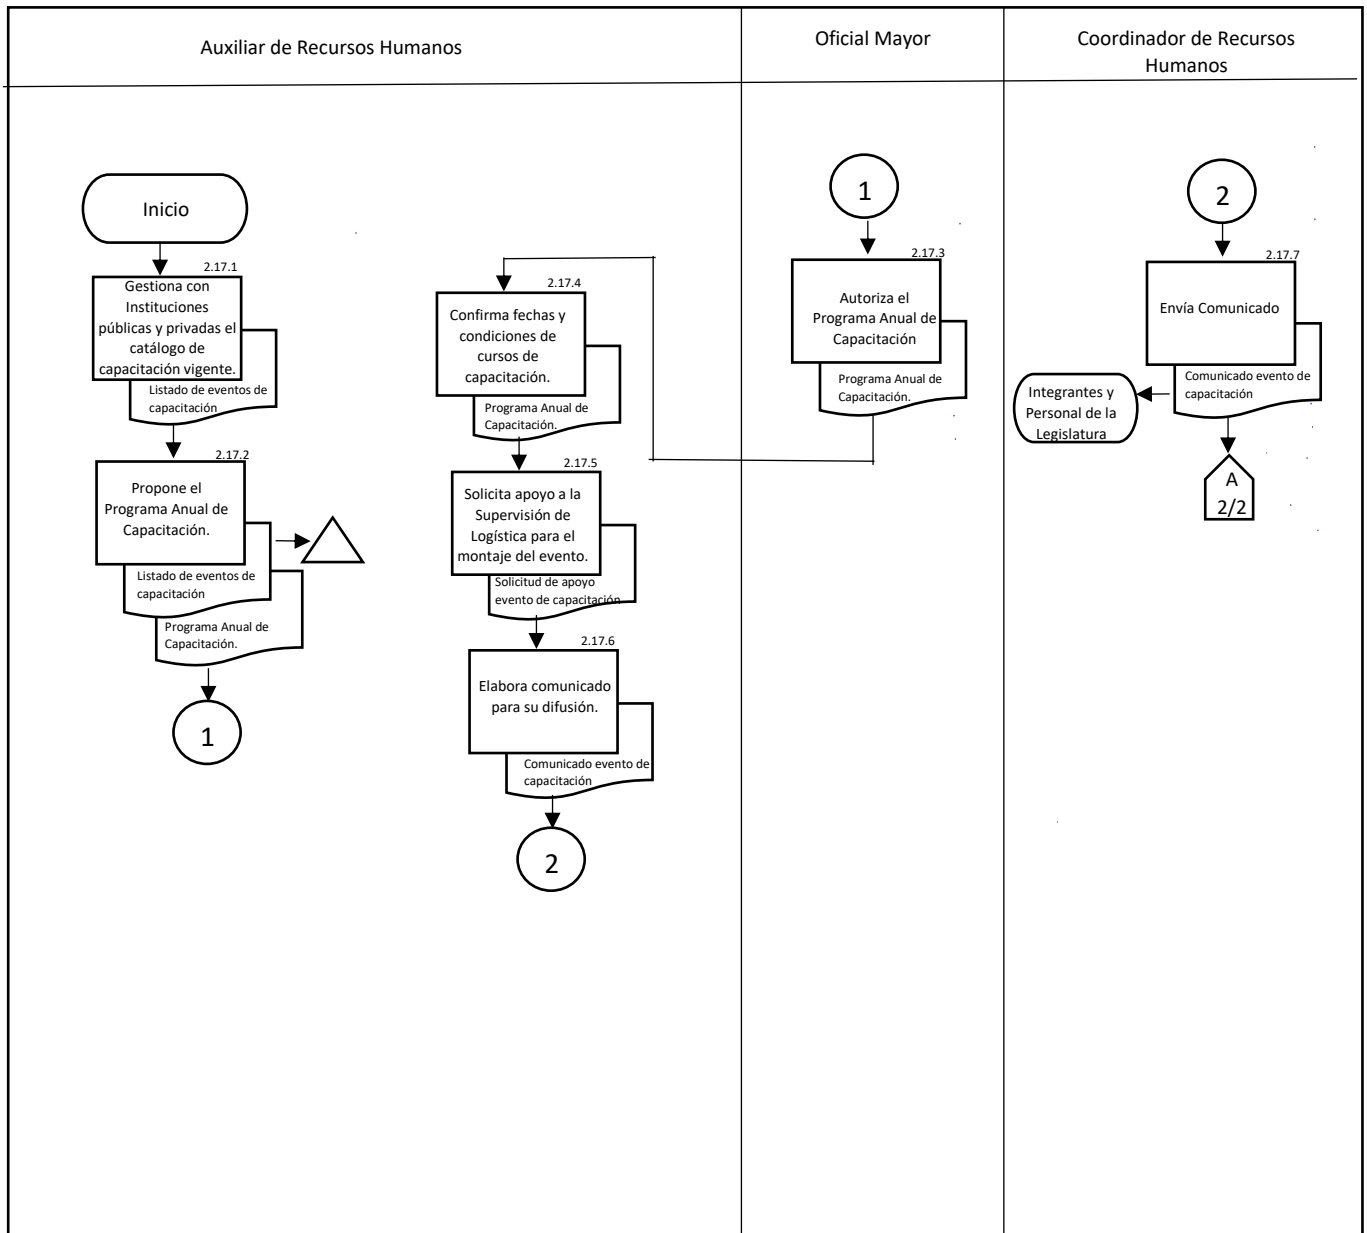 Auxiliar de Recursos Humanos
Oficial Mayor
Coordinador de Recursos
Humanos
Inicio
2.17.1
Gestiona con
Instituciones
públicas y privadas el
catálogo de
capacitación vigente.
Listado de eventos de
capacitación
2.17.2
Propone el
Programa Anual de
Capacitación.
Listado de eventos de
capacitación
Programa Anual de
Capacitación.
1
2.17.4
Confirma fechas y
condiciones de
cursos de
capacitación.
Programa Anual de
Capacitación.
2.17.5
Solicita apoyo a la
Supervisión de
Logística para el
montaje del evento.
Solicitud de apoyo
evento de capacitación
2.17.6
Elabora comunicado
para su difusión.
Comunicado evento de
capacitación
2
1
2.17.3
Autoriza el
Programa Anual de
Capacitación
Programa Anual de
Capacitación.
2
2.17.7
Envía Comunicado
Comunicado evento de
capacitación
Integrantes y
Personal de la
Legislatura
A
2/2